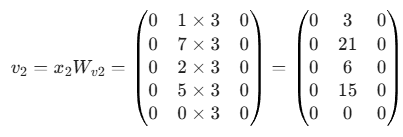 $v_2 = x_2 W_{v2} = \begin{pmatrix} 0 & 1 \times 3 & 0 \\ 0 & 7 \times 3 & 0 \\ 0 & 2 \times 3 & 0 \\ 0 & 5 \times 3 & 0 \\ 0 & 0 \times 3 & 0 \end{pmatrix} = \begin{pmatrix} 0 & 3 & 0 \\ 0 & 21 & 0 \\ 0 & 6 & 0 \\ 0 & 15 & 0 \\ 0 & 0 & 0 \end{pmatrix}$